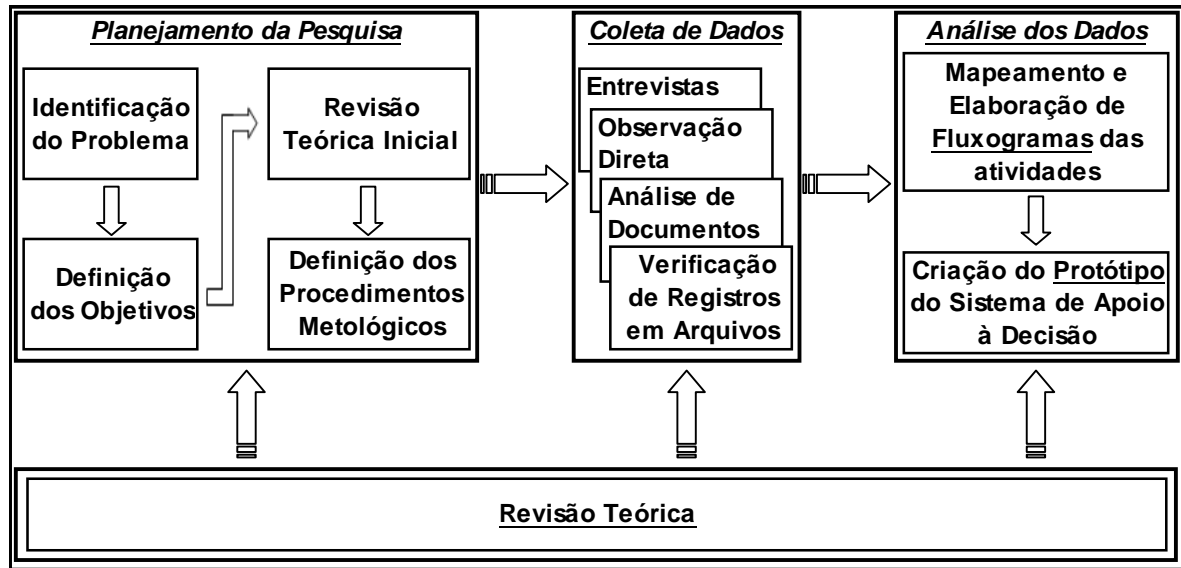 Planejamento da Pesquisa
Identificação
do Problema
Definição
dos Objetivos
Revisão
Teórica Inicial
Definição dos
Procedimentos
Metológicos
Coleta de Dados
Entrevistas
Observação
Direta
Análise de
Documentos
Verificação
de Registros
em Arquivos
Análise dos Dados
Mapeamento e
Elaboração de
Fluxogramas das
atividades
Criação do Protótipo
do Sistema de Apoio
à Decisão
Revisão Teórica